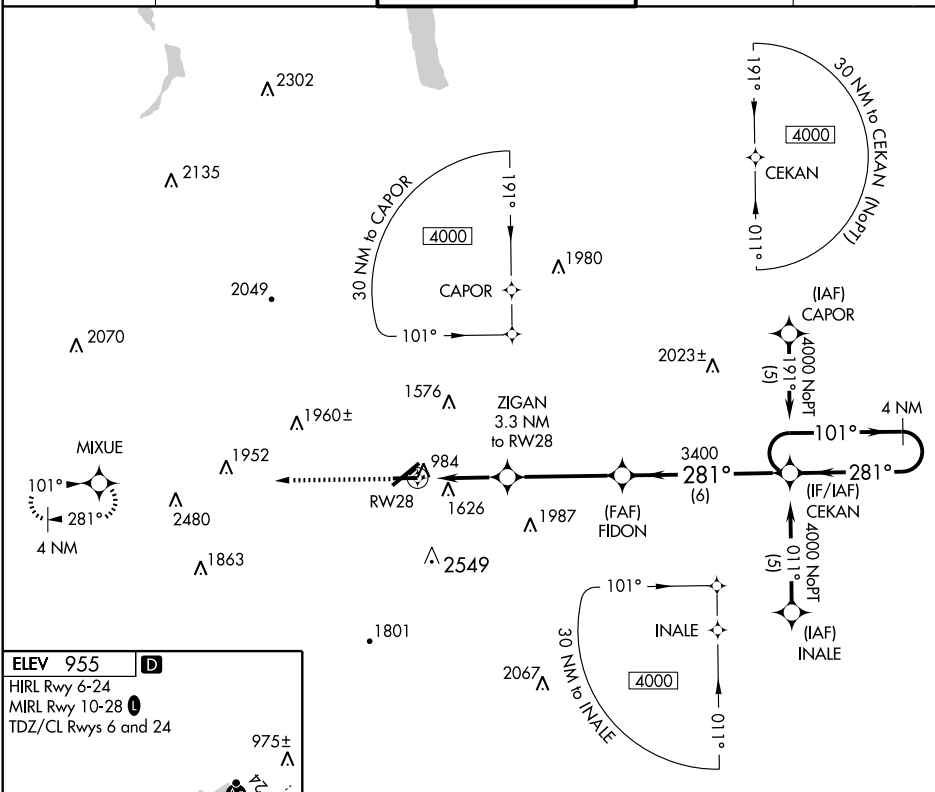 2302
2135
2049
2070
30 NM to CAPOR
4000
CAPOR
191°
101°
1980
191°
30 NM to CEKAN (NoPT)
4000
CEKAN
011°
(IAF)
CAPOR
4000 NoPT
191°
(5)
2023±
1576
ZIGAN
3.3 NM
to RW28
1960±
4 NM
101°
MIXUE
1952
984
3400
281°
(6)
281°
101°
281°
4 NM
RW28
1626
(FAF)
FIDON
(IF/IAF)
CEKAN
2480
1987
1863
2549
4000 NoPT
011°
(5)
101°
INALE
30 NM to INALE
4000
011°
(IAF)
INALE
1801
2067
ELEV 955 D
HIRL Rwy 6-24
MIRL Rwy 10-28 L
TDZ/CL Rwys 6 and 24
975±
24